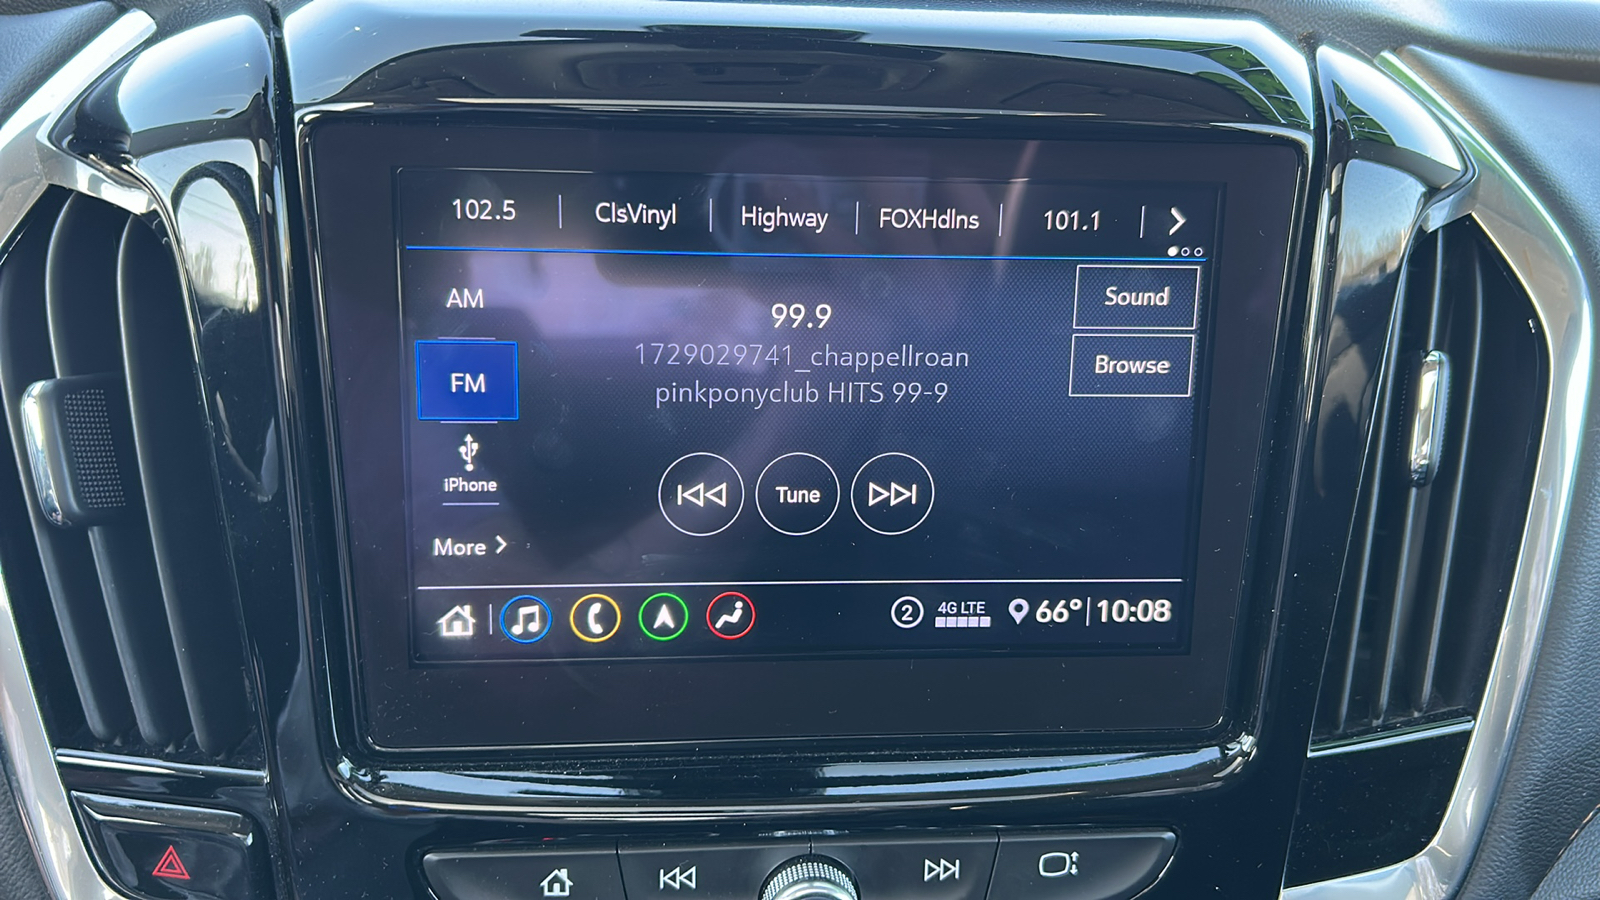 102.5 ClsVinyl Highway FOXHdlns 101.1
AM
99.9
Sound
1729029741_chappellroan
Browse
FM
pinkponyclub HITS 99-9
iPhone
Tune
More
2 4G LTE 66° 10:08